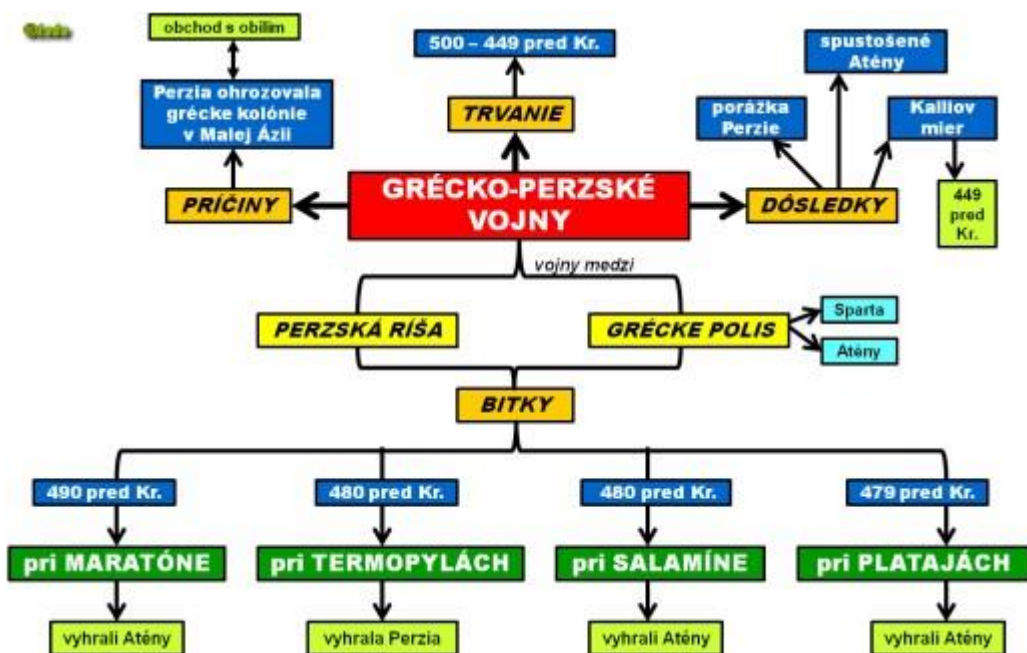 obchod s obilím
500 – 449 pred Kr.
spustošené
Atény
Perzia ohrozovala
grécke kolónie
v Malej Ázii
TRVANIE
porážka
Perzie
Kalliov
mier
PRÍČINY
GRÉCKO-PERZSKÉ
VOJNY
DÔSLEDKY
449
pred
Kr.
vojny medzi
PERZSKÁ RÍŠA
GRÉCKE POLIS
Sparta
Atény
BITKY
490 pred Kr.
480 pred Kr.
480 pred Kr.
479 pred Kr.
pri MARATÓNE
pri TERMOPYLÁCH
pri SALAMÍNE
pri PLATAJÁCH
vyhrali Atény
vyhrala Perzia
vyhrali Atény
vyhrali Atény